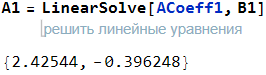 A1 = LinearSolve[ACoeff1, B1]
решить линейные уравнения
{2.42544, -0.396248}